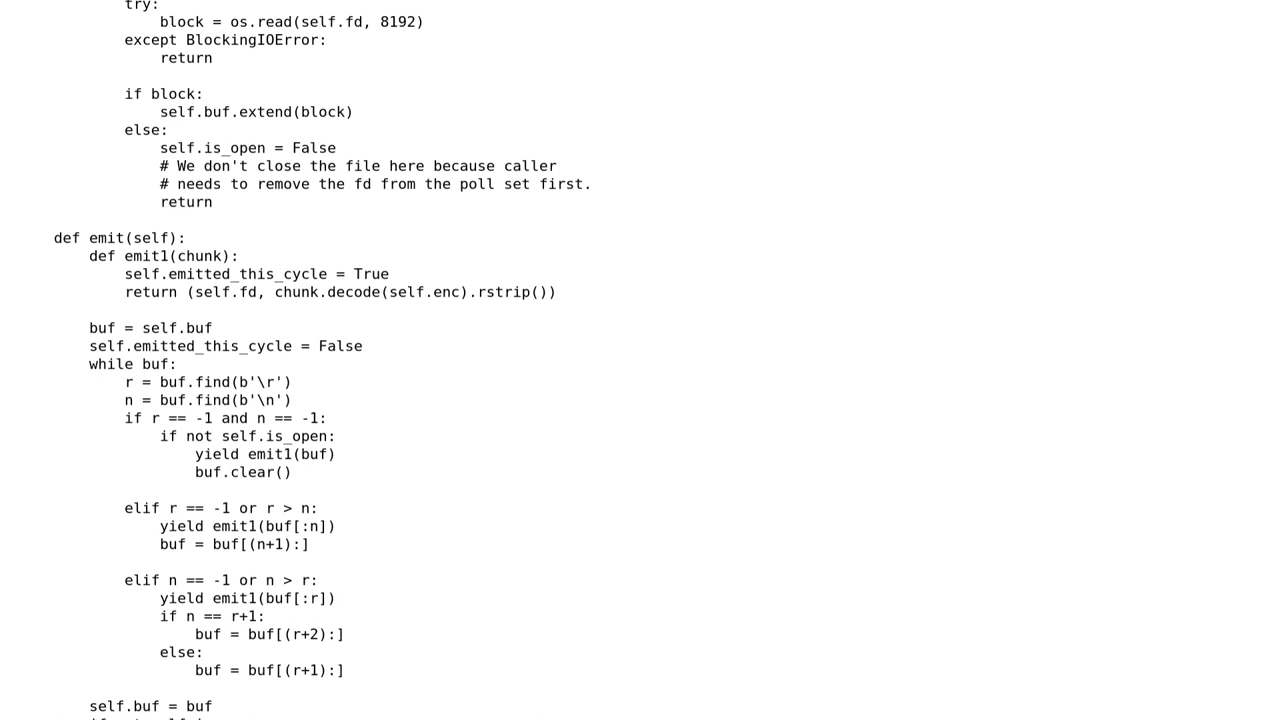 try:
block = os.read(self.fd, 8192)
except BlockingIOError:
return
if block:
self.buf.extend(block)
else:
self.is_open = False
# We don't close the file here because caller
# needs to remove the fd from the poll set first.
return
def emit(self):
def emit1(chunk):
self.emitted_this_cycle = True
return (self.fd, chunk.decode(self.enc).rstrip())
buf = self.buf
self.emitted_this_cycle = False
while buf:
r = buf.find(b'\r')
n = buf.find(b'\n')
if r == -1 and n == -1:
if not self.is_open:
yield emit1(buf)
buf.clear()
elif r == -1 or r > n:
yield emit1(buf[:n])
buf = buf[(n+1):]
elif n == -1 or n > r:
yield emit1(buf[:r])
if n == r+1:
buf = buf[(r+2):]
else:
buf = buf[(r+1):]
self.buf = buf